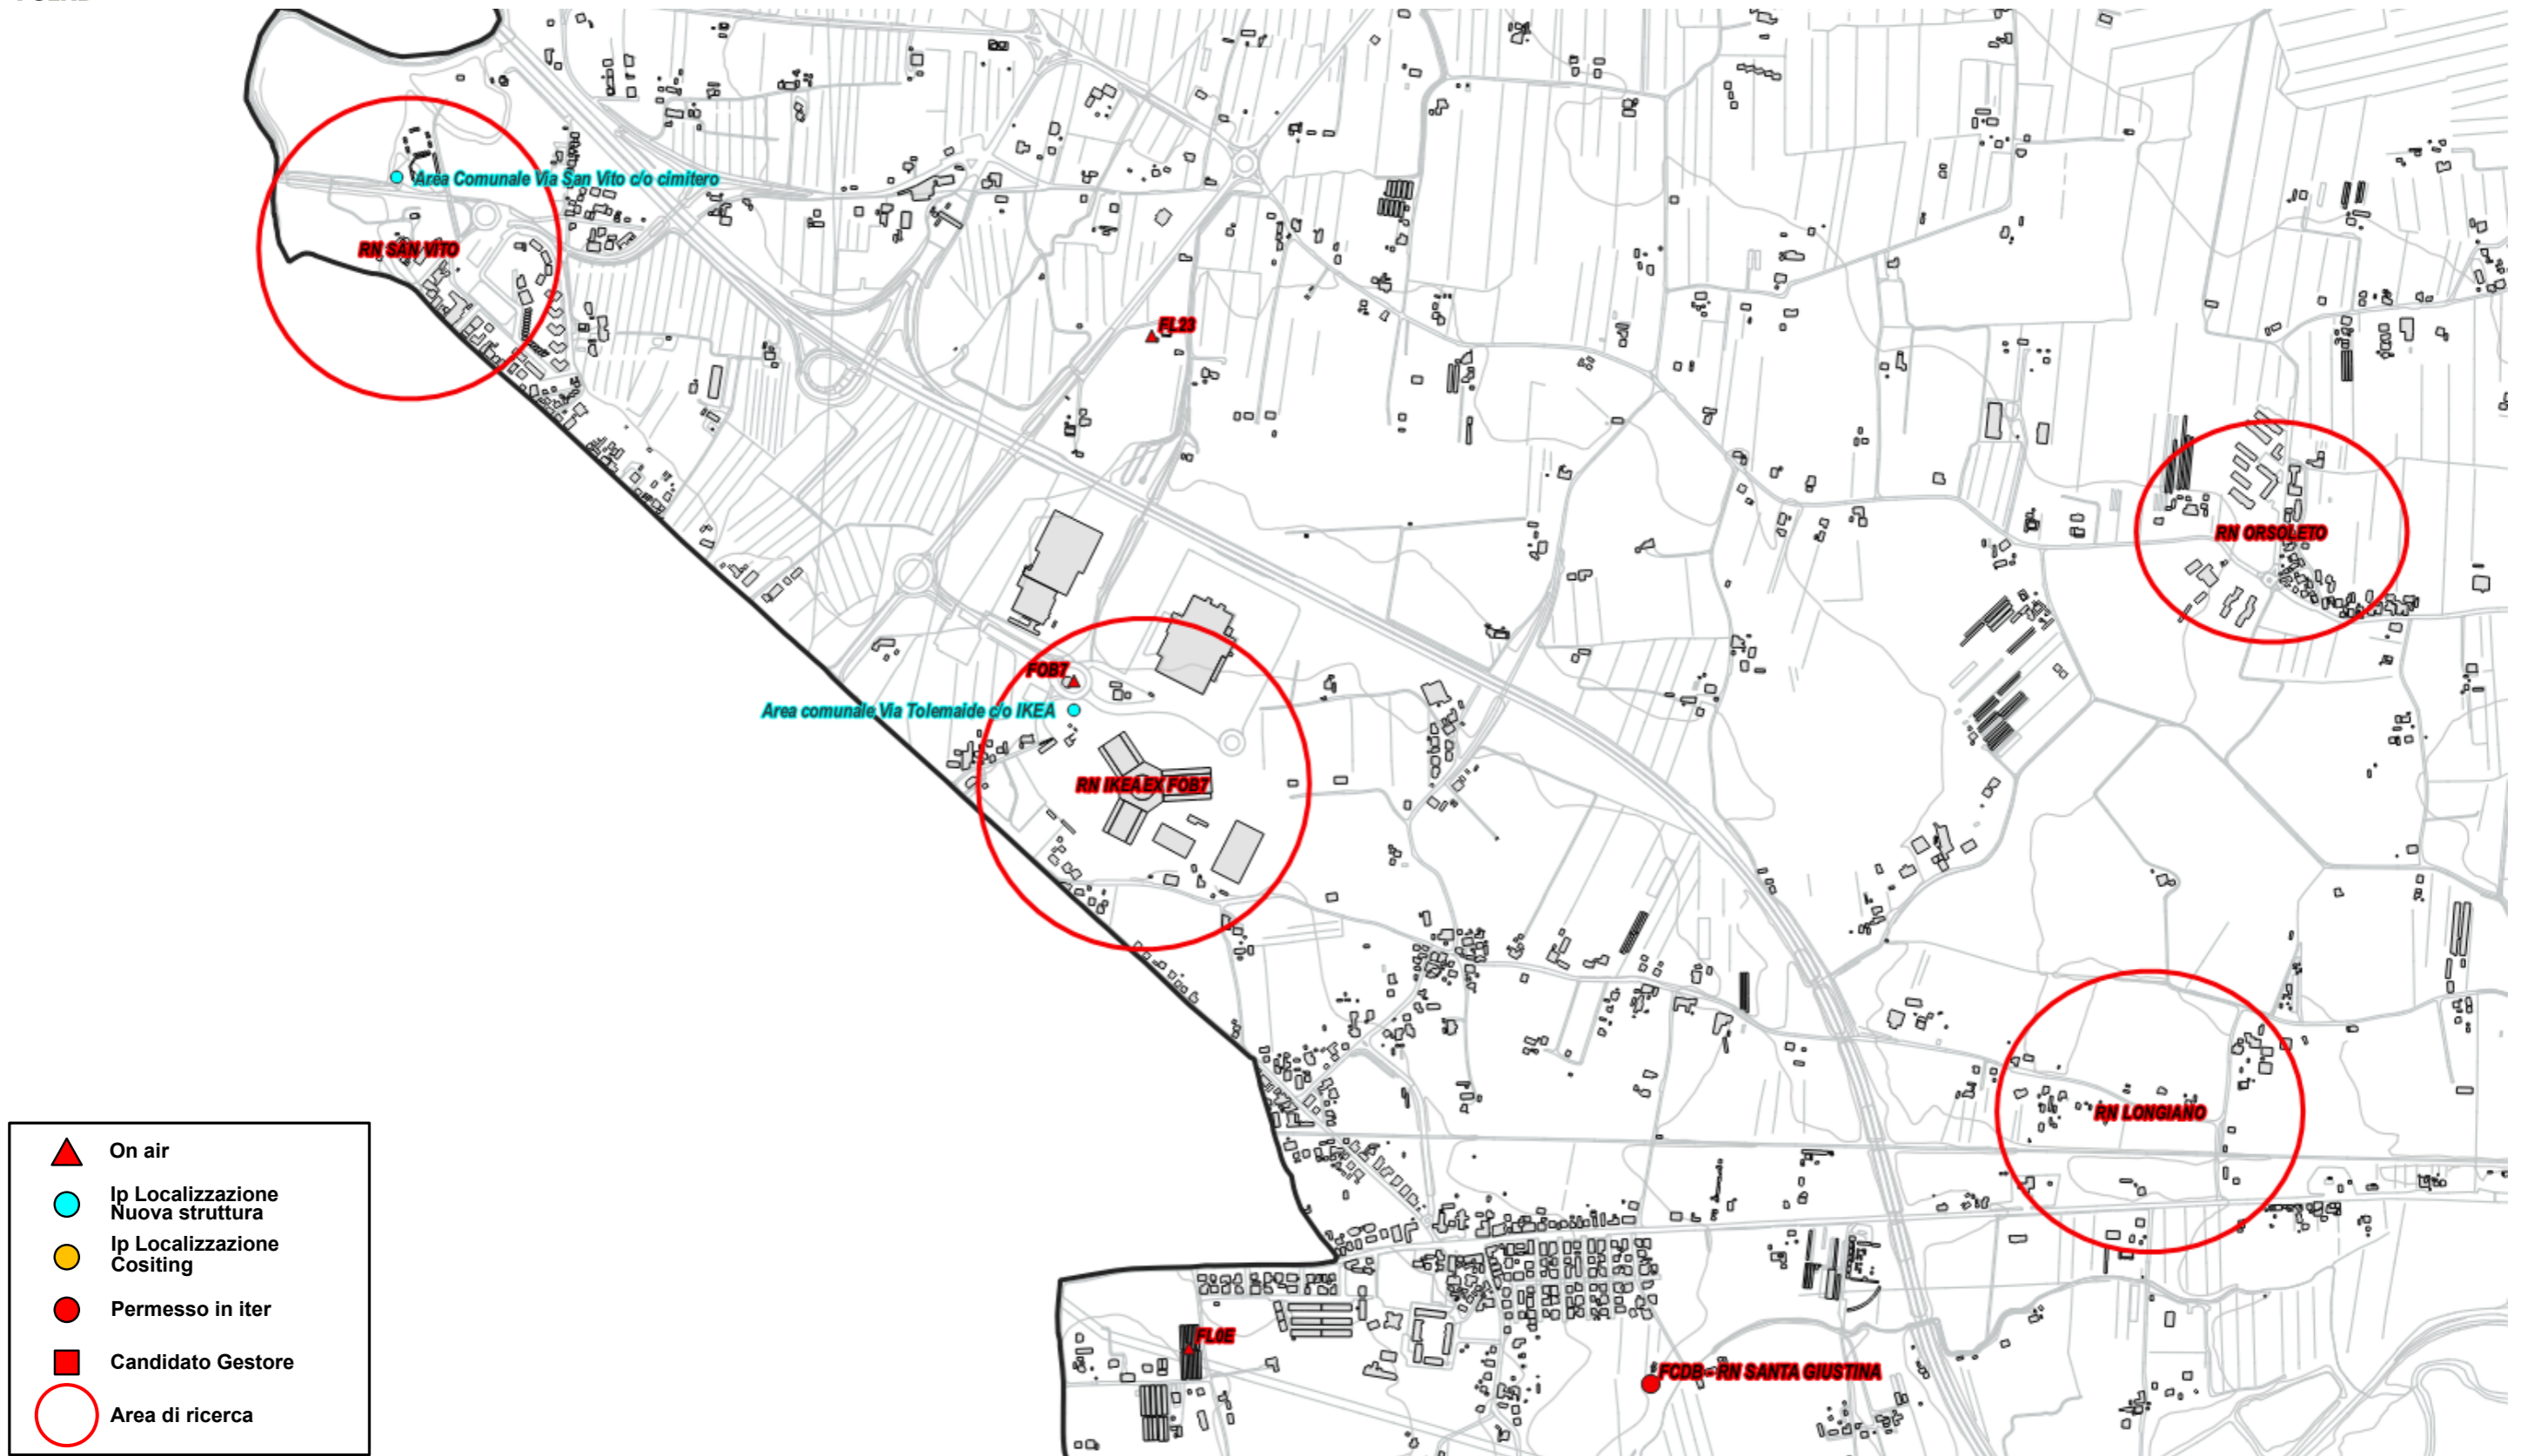 Area Comunale Via San Vito c/o cimitero
RN SAN VITO
FL23
RN ORSOLETO
FOB7
Area comunale Via Tolemaide c/o IKEA
RN IKEA EX FOB7
RN LONGIANO
FL0E
FCDB - RN SANTA GIUSTINA
On air
Ip Localizzazione
Nuova struttura
Ip Localizzazione
Cositing
Permesso in iter
Candidato Gestore
Area di ricerca